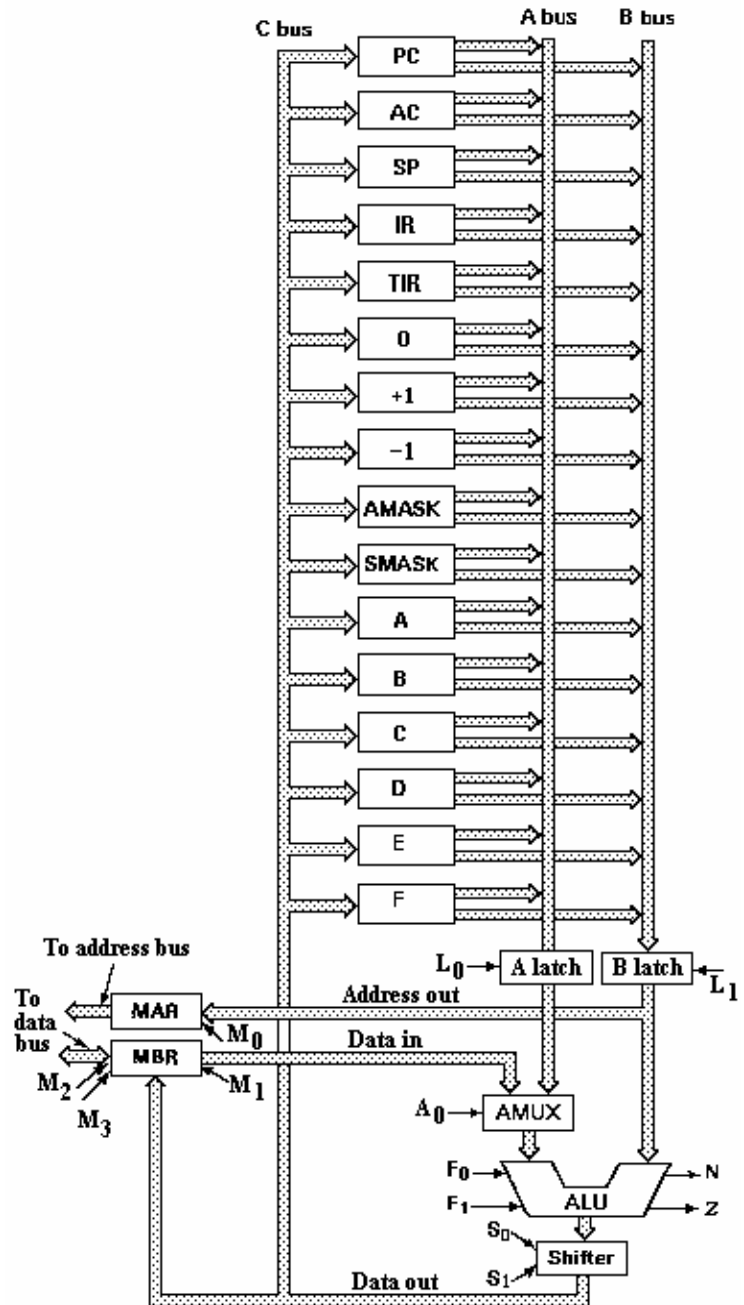 C bus
A bus
B bus
PC
AC
SP
IR
TIR
0
+1
−1
AMASK
SMASK
A
B
C
D
E
F
To address bus
L0
A latch
B latch
L1
To data bus
MAR
Address out
M0
MBR
Data in
M1
M2
M3
A0
AMUX
F0
N
F1
ALU
Z
S0
Shifter
S1
Data out